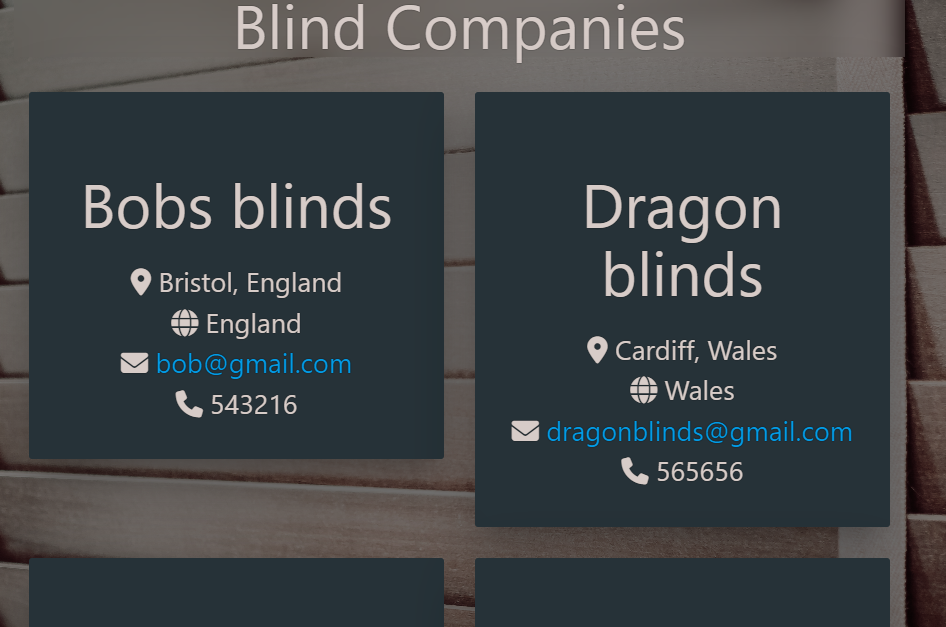 Blind Companies
Bobs blinds
Bristol, England
England
bob@gmail.com
543216
Dragon
blinds
Cardiff, Wales
Wales
dragonblinds@gmail.com
565656